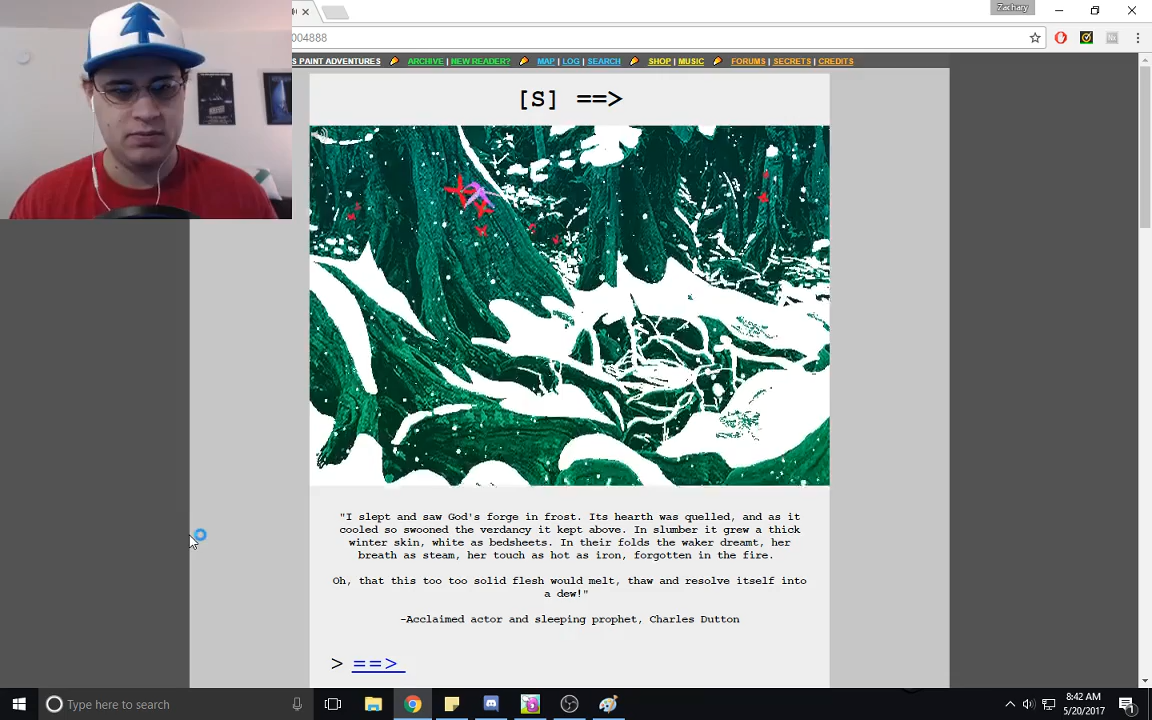 Zachary
004888
S PAINT ADVENTURES ARCHIVE | NEW READER? MAP | LOG | SEARCH SHOP | MUSIC FORUMS | SECRETS | CREDITS
[S] ==>
"I slept and saw God's forge in frost. Its hearth was quelled, and as it
cooled so swooned the verdancy it kept above. In slumber it grew a thick
winter skin, white as bedsheets. In their folds the waker dreamt, her
breath as steam, her touch as hot as iron, forgotten in the fire.
Oh, that this too too solid flesh would melt, thaw and resolve itself into
a dew!"
-Acclaimed actor and sleeping prophet, Charles Dutton
> ==>
Type here to search
8:42 AM
5/20/2017
1